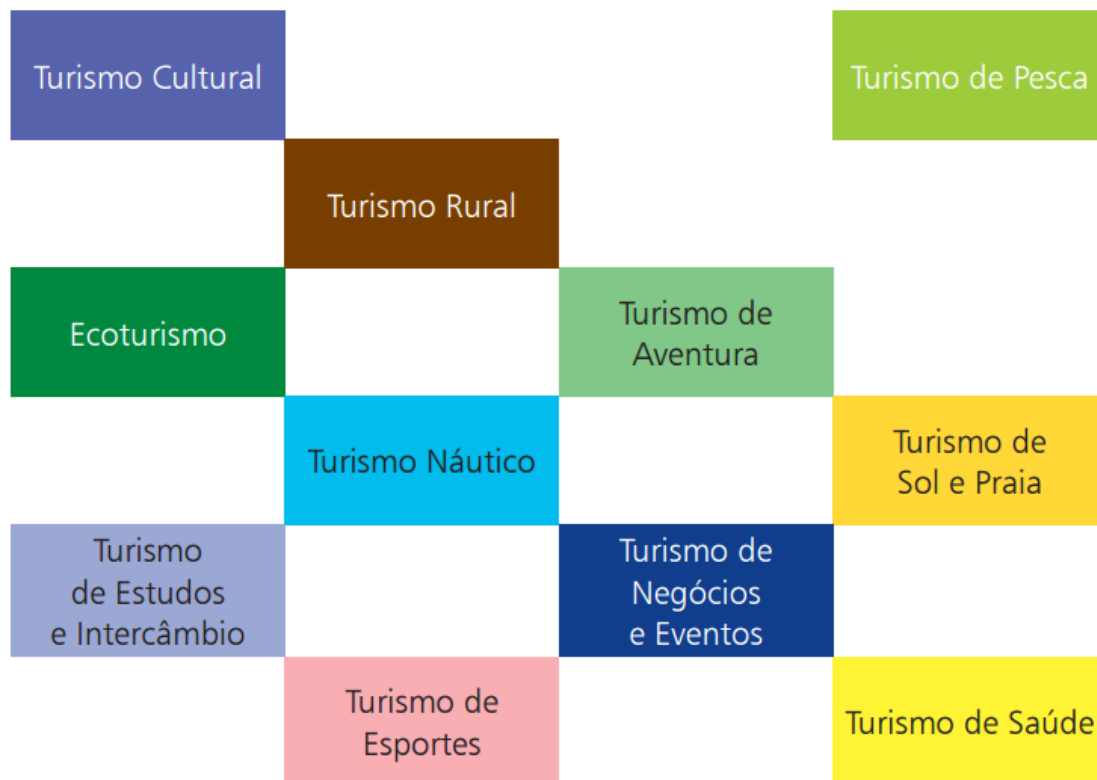 Turismo Cultural
Turismo de Pesca
Turismo Rural
Ecoturismo
Turismo de
Aventura
Turismo Náutico
Turismo de
Sol e Praia
Turismo
de Estudos
e Intercâmbio
Turismo de
Negócios
e Eventos
Turismo de
Esportes
Turismo de Saúde